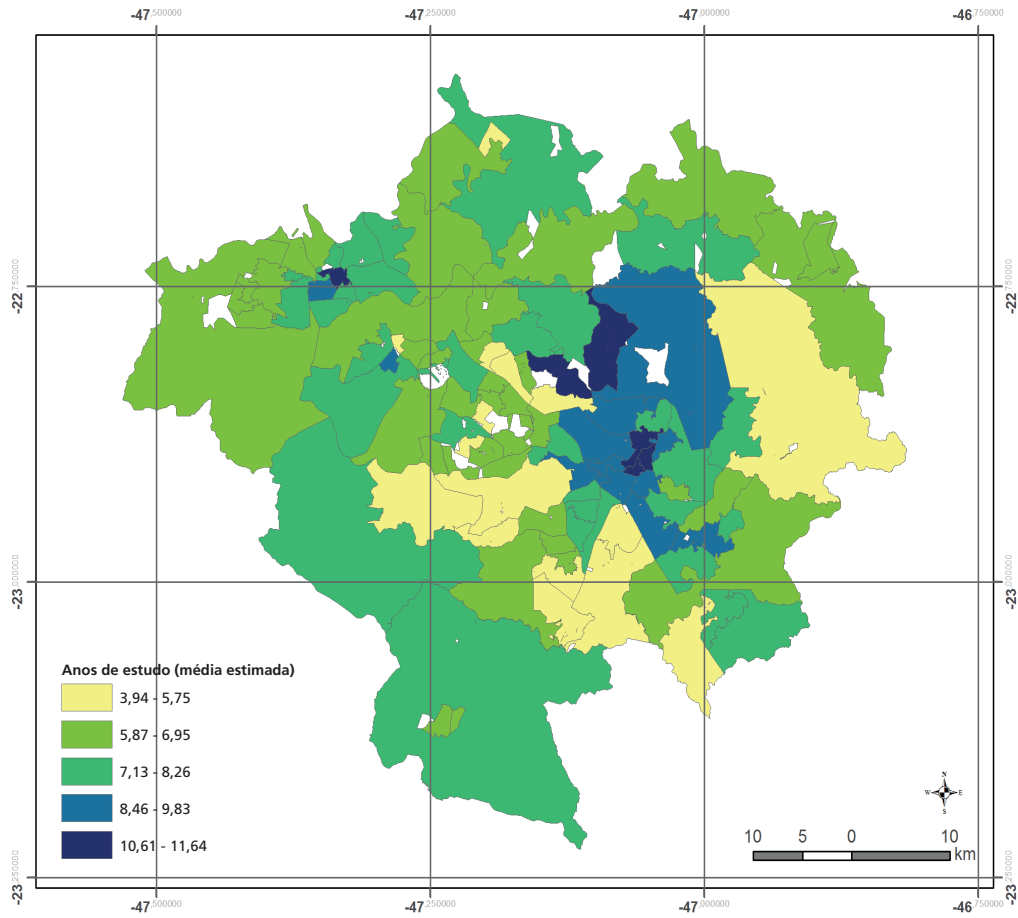 -47,500000 -47,250000 -47,000000 -46,750000
-22,750000 -22,750000
-23,000000 -23,000000
Anos de estudo (média estimada)
3,94 - 5,75
5,87 - 6,95
7,13 - 8,26
8,46 - 9,83
10,61 - 11,64
N
W E
S
10 5 0 10
km
-23,250000 -23,250000
-47,500000 -47,250000 -47,000000 -46,750000